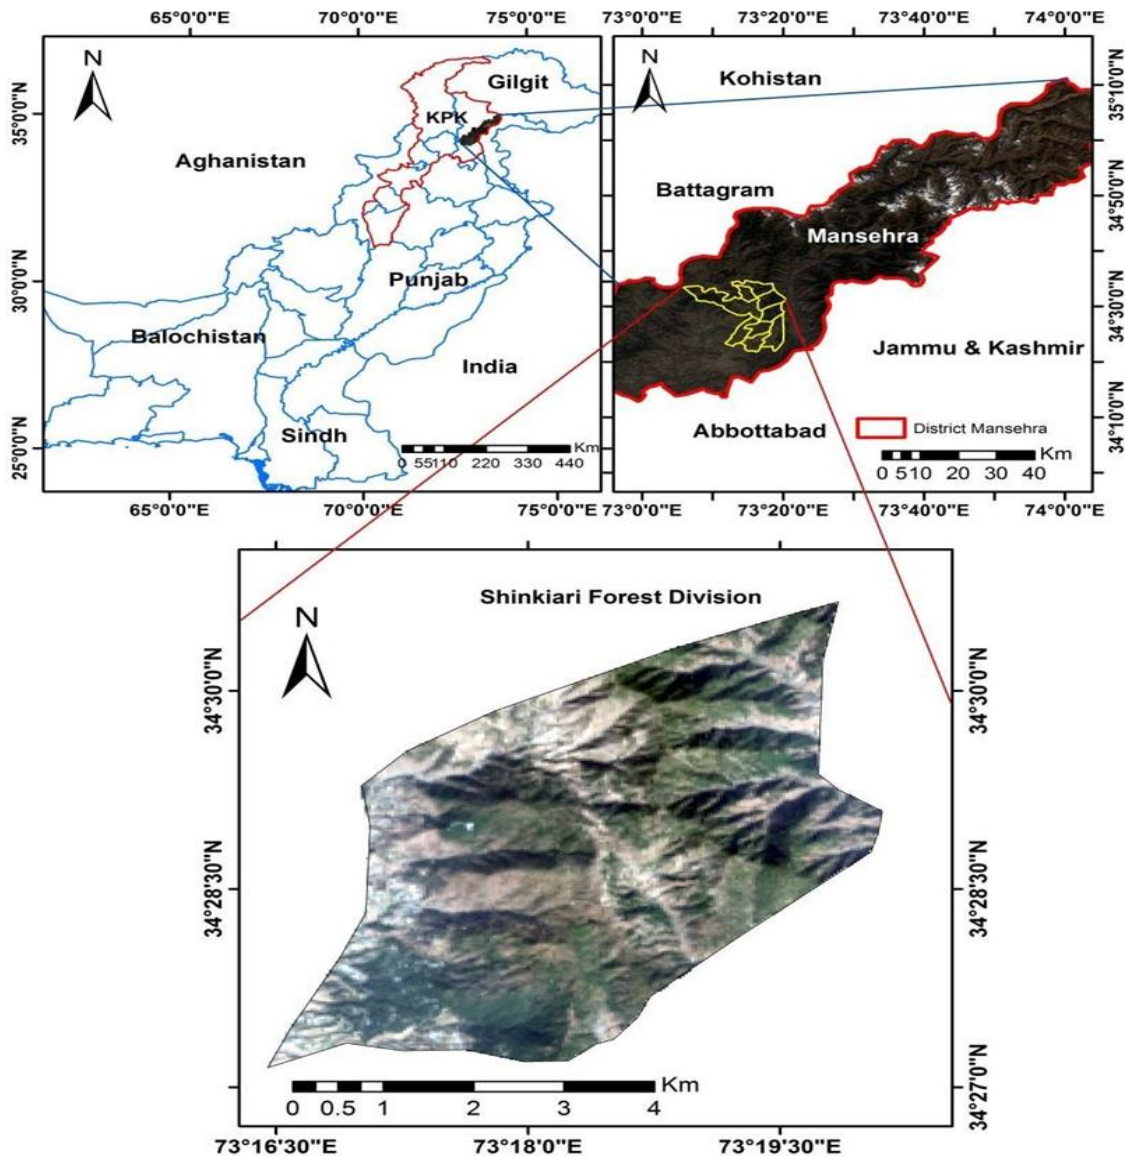 65°0'0"E 70°0'0"E 75°0'0"E
73°0'0"E 73°20'0"E 73°40'0"E 74°0'0"E
N
Gilgit
KPK
Aghanistan
Punjab
Balochistan
India
Sindh
Km
0 55110 220 330 440
35°0'0"N
30°0'0"N
25°0'0"N
65°0'0"E 70°0'0"E 75°0'0"E
N
Kohistan
Battagram
Mansehra
Jammu & Kashmir
Abbottabad
District Mansehra
Km
0 5 10 20 30 40
35°10'0"N
34°50'0"N
34°30'0"N
34°10'0"N
73°0'0"E 73°20'0"E 73°40'0"E 74°0'0"E
Shinkiari Forest Division
N
34°30'0"N
34°28'30"N
34°30'0"N
34°28'30"N
34°27'0"N
Km
0 0.5 1 2 3 4
73°16'30"E 73°18'0"E 73°19'30"E